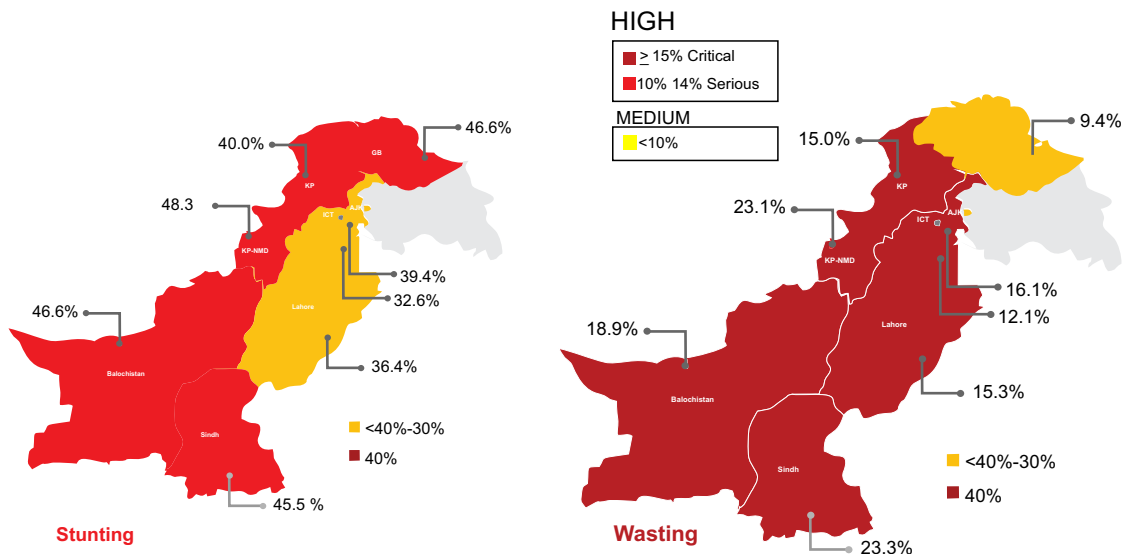 46.6%
40.0%
GB
KP
48.3
ICT
AJK
KP-NMD
39.4%
32.6%
Lahore
46.6%
36.4%
Balochistan
<40%-30%
Sindh
40%
45.5 %
Stunting
HIGH
≥ 15% Critical
10% 14% Serious
MEDIUM
<10%
9.4%
15.0%
KP
23.1%
ICT
AJK
KP-NMD
16.1%
12.1%
18.9%
Lahore
15.3%
Balochistan
<40%-30%
Sindh
40%
Wasting
23.3%